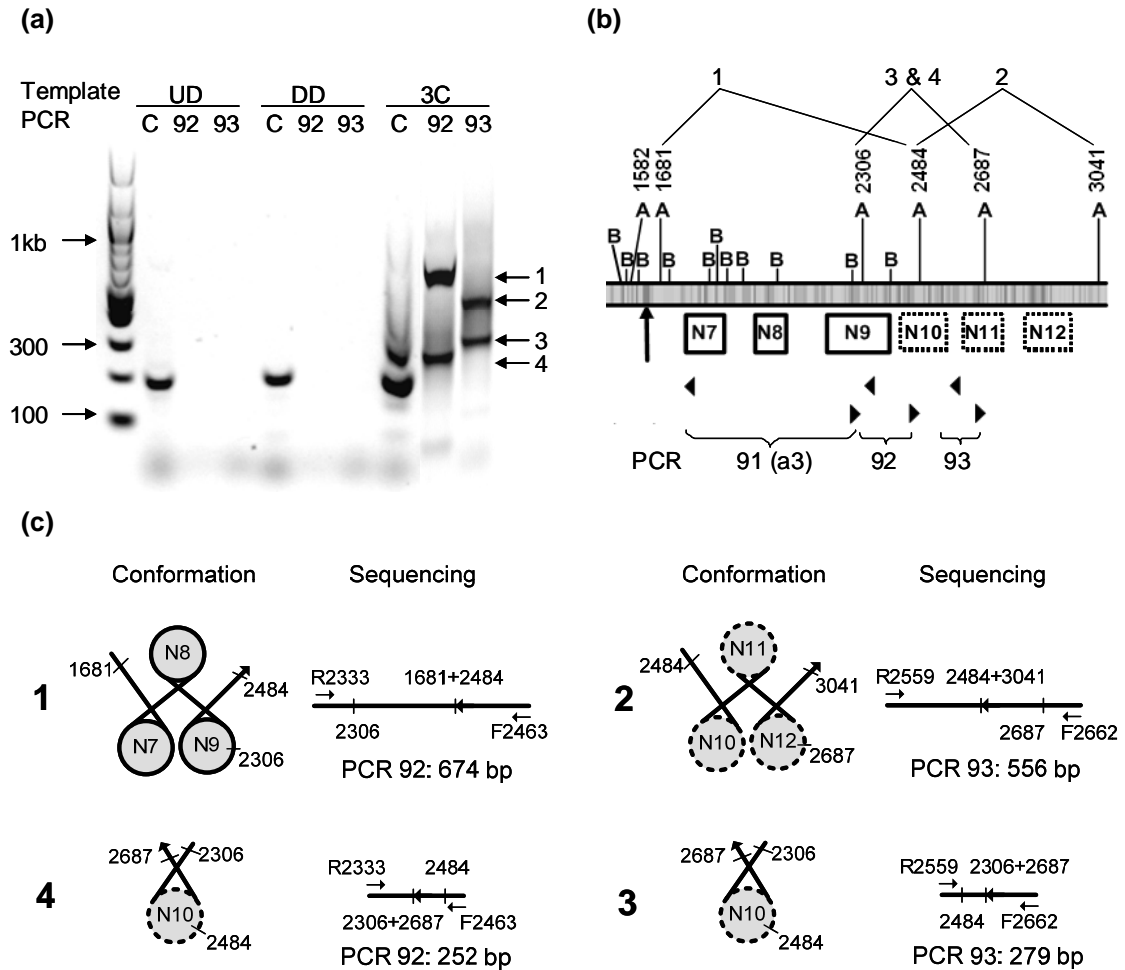 (a)
Template UD DD 3C
PCR C 92 93 C 92 93 C 92 93
1kb
300
100
1
2
3
4
(b)
1 3 & 4 2
1582 1681 2306 2484 2687 3041
A A A A A A
B B B B B B B B B B B
N7 N8 N9 N10 N11 N12
PCR 91 (a3) 92 93
(c)
Conformation Sequencing
1
N8
1681
2484
N7 N9
2306
R2333 1681+2484
2306 F2463
PCR 92: 674 bp
Conformation Sequencing
2
N11
2484
3041
N10 N12
2687
R2559 2484+3041
2687 F2662
PCR 93: 556 bp
4
2687 2306
N10
2484
R2333 2484
2306+2687 F2463
PCR 92: 252 bp
3
2687 2306
N10
2484
R2559 2306+2687
2484 F2662
PCR 93: 279 bp